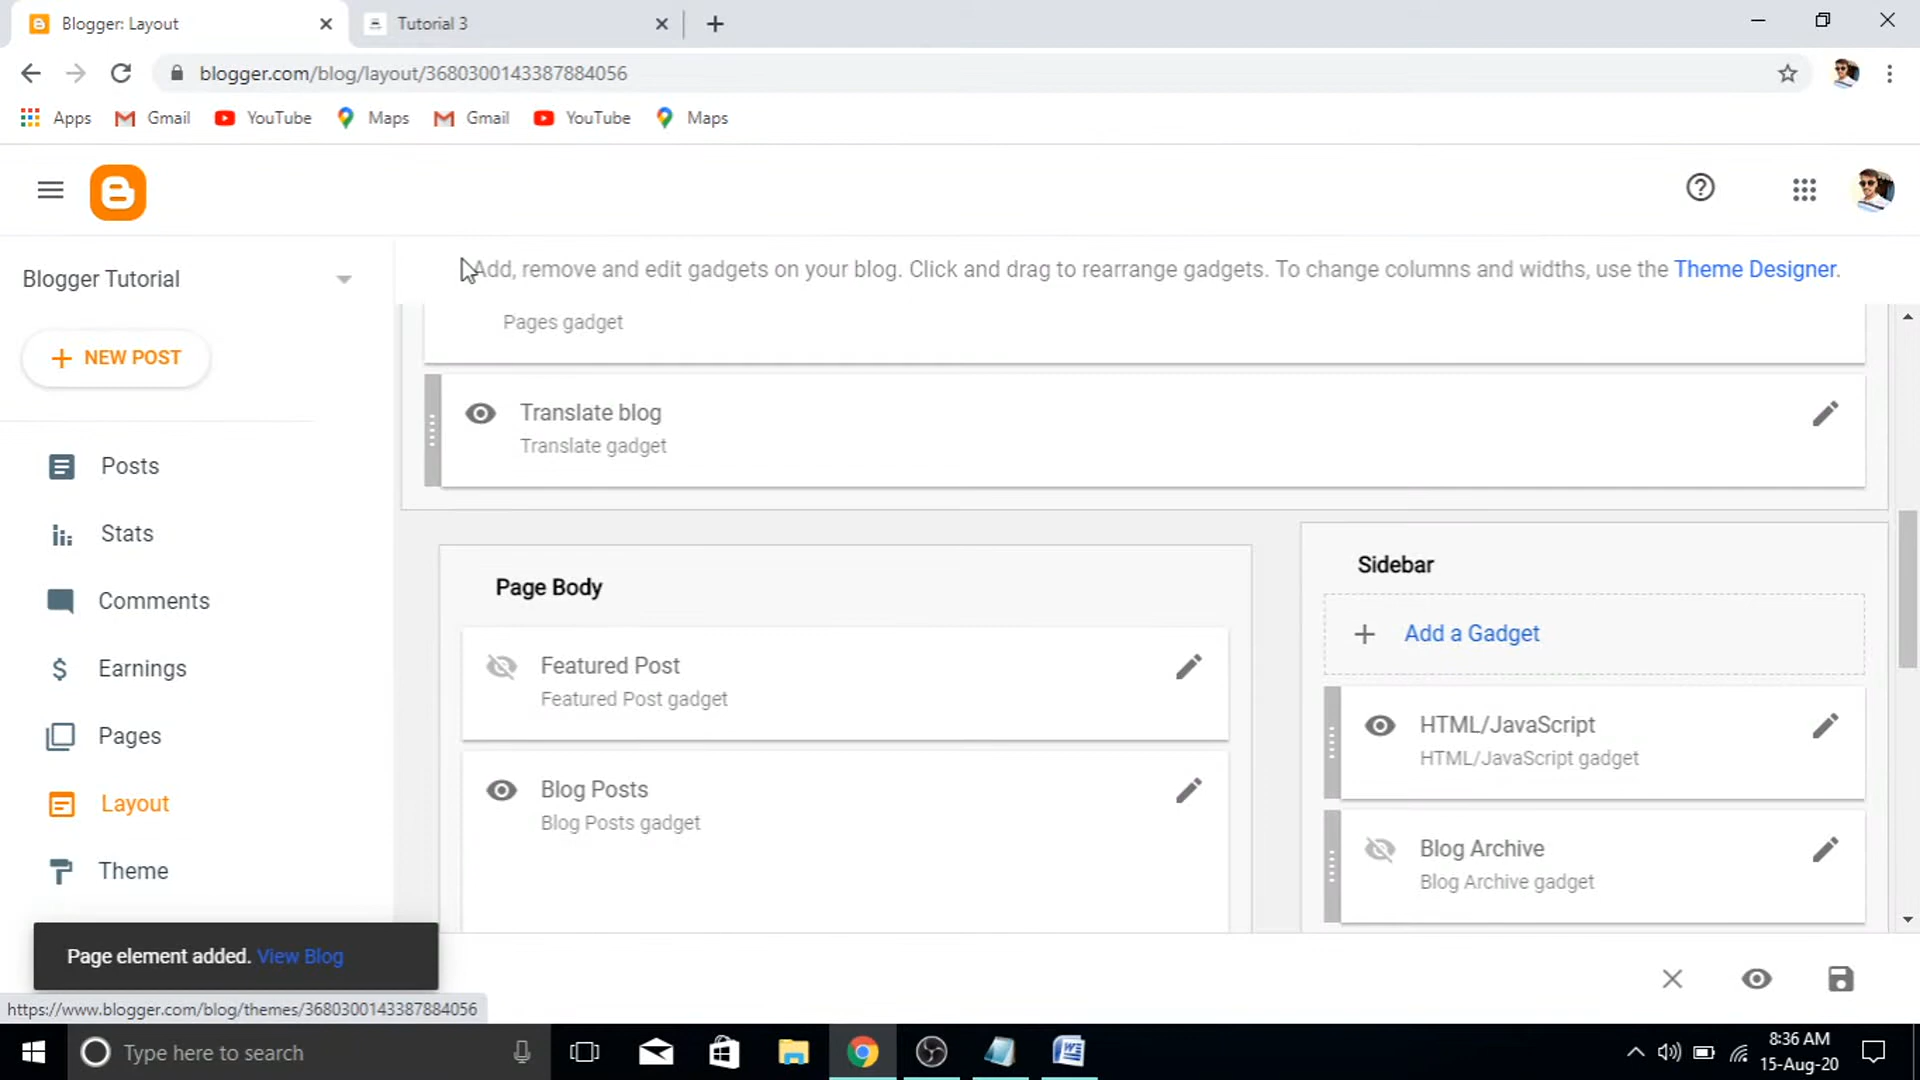 Blogger: Layout
Tutorial 3
blogger.com/blog/layout/3680300143387884056
Apps Gmail YouTube Maps Gmail YouTube Maps
Blogger Tutorial
Add, remove and edit gadgets on your blog. Click and drag to rearrange gadgets. To change columns and widths, use the Theme Designer.
NEW POST
Posts
Stats
Comments
Earnings
Pages
Layout
Theme
Pages gadget
Translate blog
Translate gadget
Page Body
Featured Post
Featured Post gadget
Blog Posts
Blog Posts gadget
Sidebar
Add a Gadget
HTML/JavaScript
HTML/JavaScript gadget
Blog Archive
Blog Archive gadget
Page element added. View Blog
https://www.blogger.com/blog/themes/3680300143387884056
Type here to search
8:36 AM
15-Aug-20